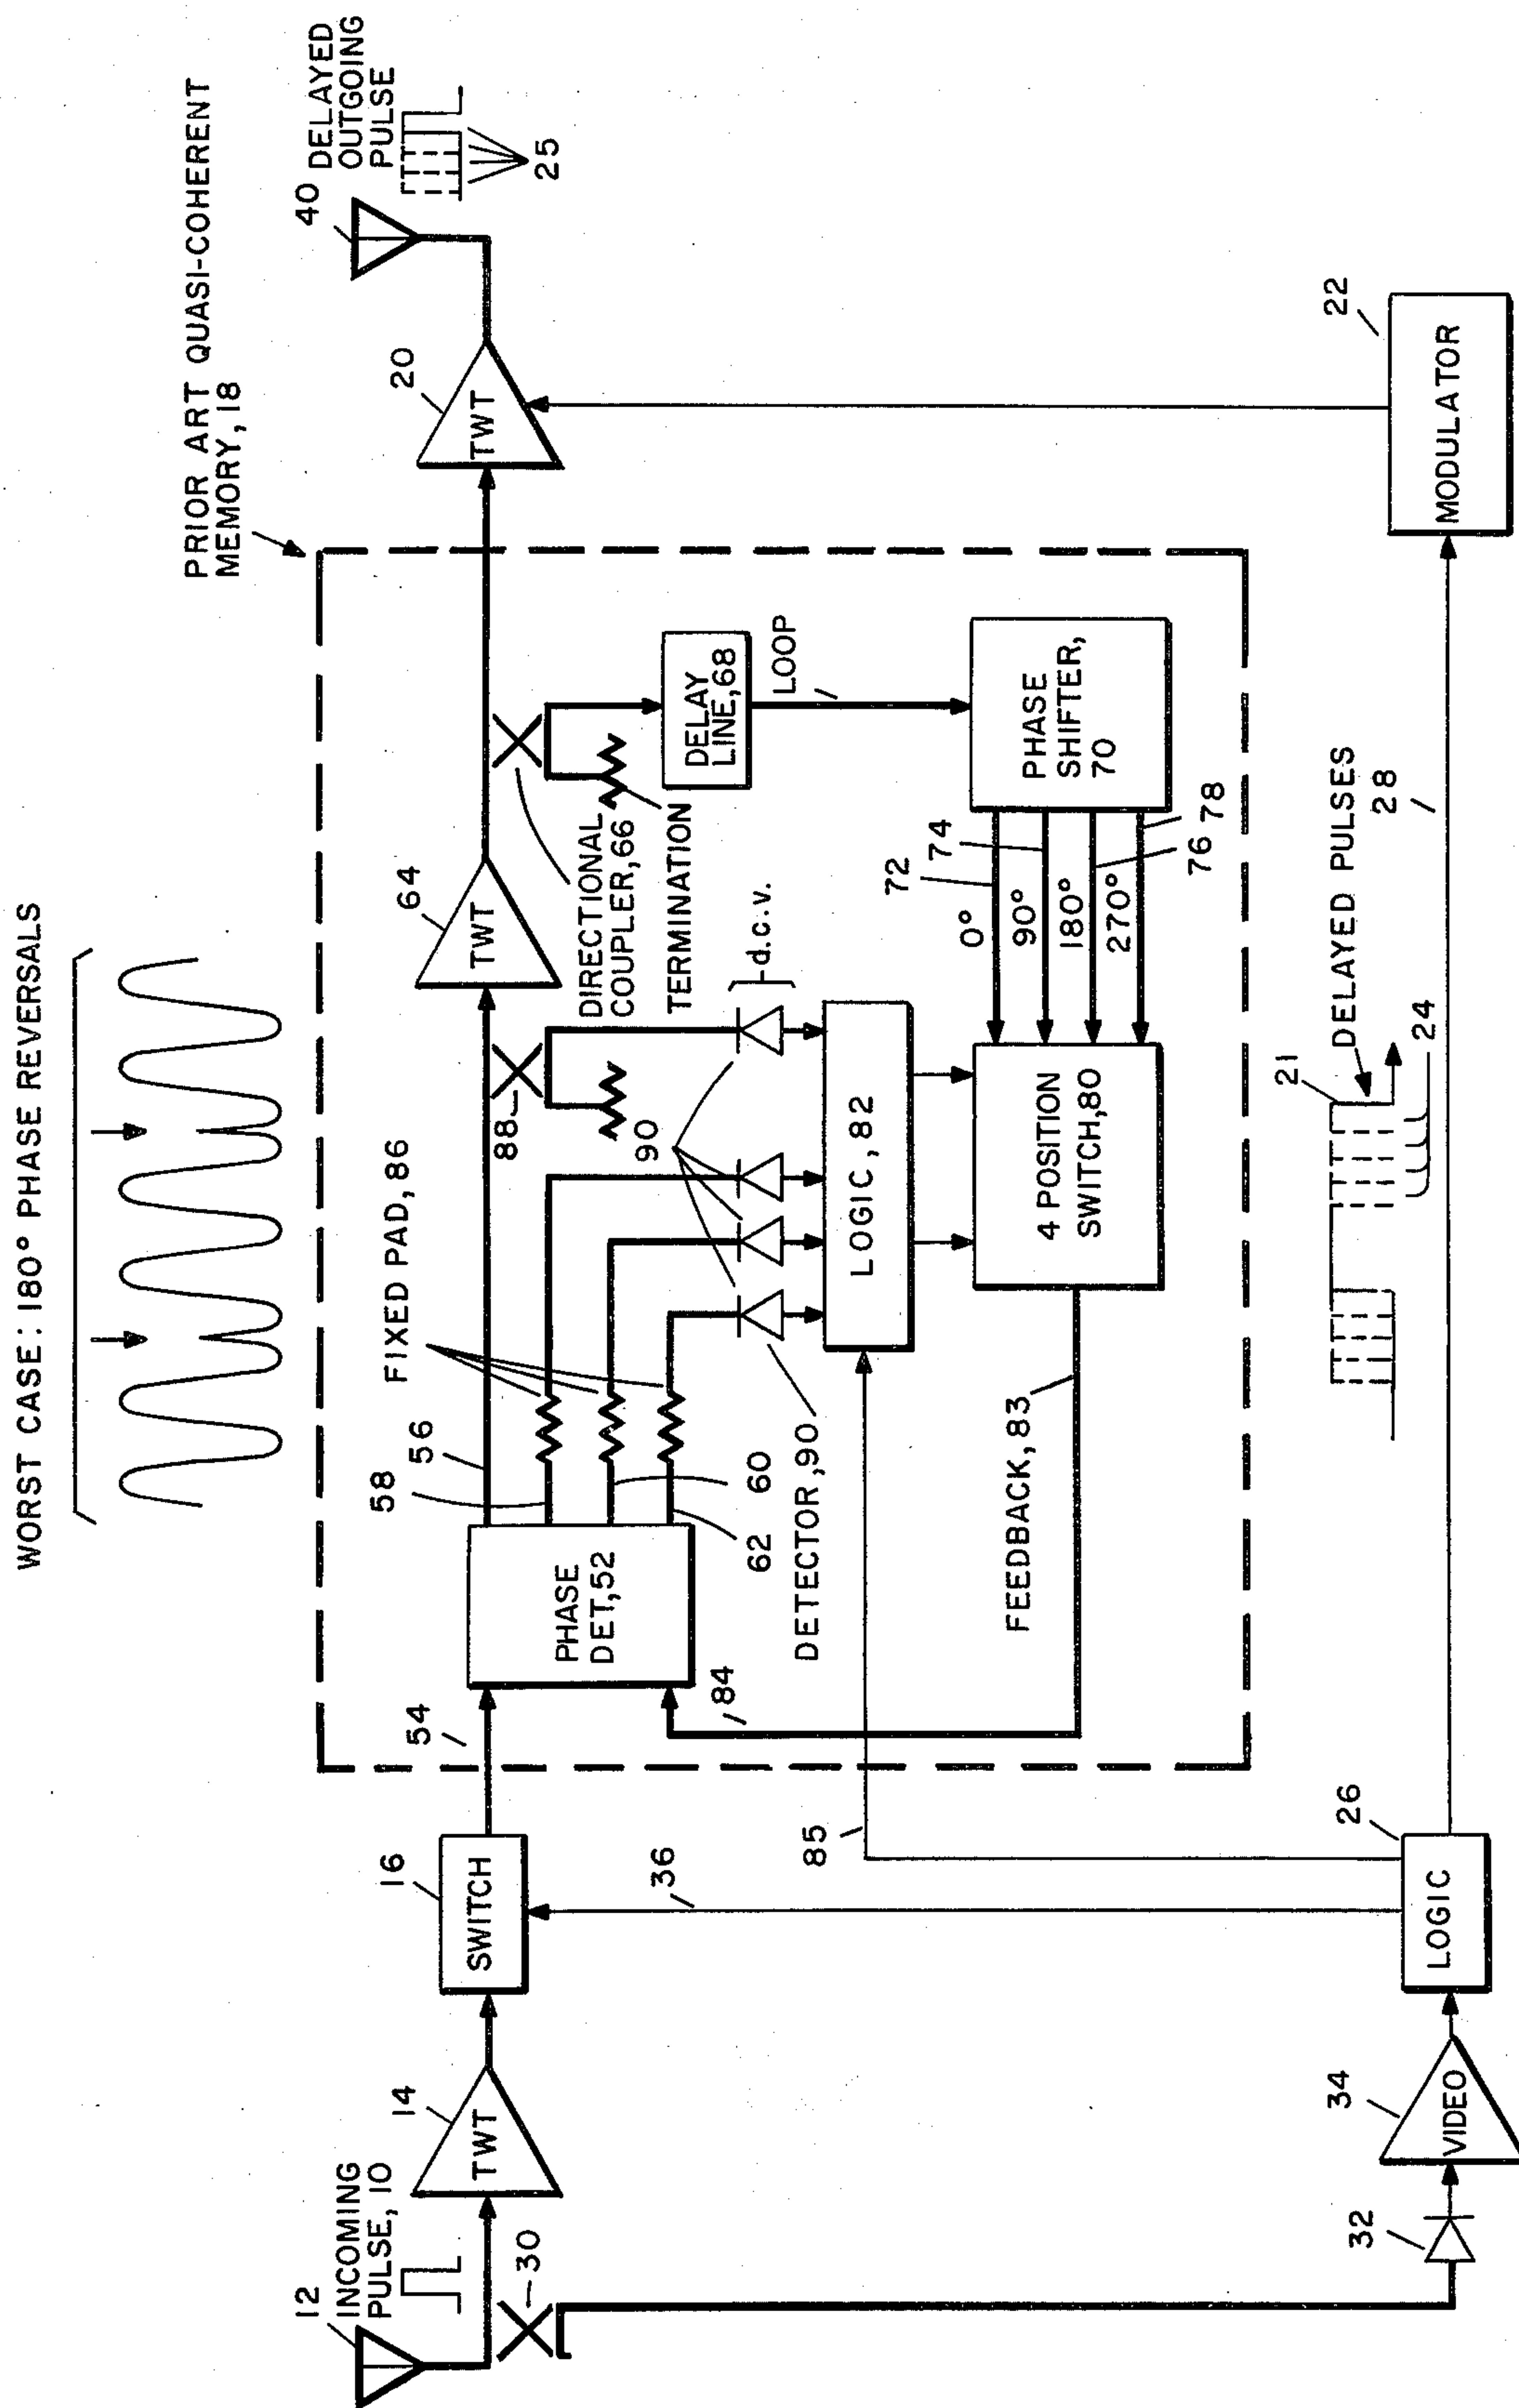 WORST CASE: 180° PHASE REVERSALS
PRIOR ART QUASI-COHERENT
MEMORY, 18
12
INCOMING
PULSE, 10
14
TWT
30
16
SWITCH
36
54
PHASE
DET, 52
56
58
60
62
FIXED PAD, 86
88
64
TWT
DIRECTIONAL
COUPLER, 66
TERMINATION
DELAY
LINE, 68
LOOP
20
TWT
40
DELAYED
OUTGOING
PULSE
25
90
d.c.v.
DETECTOR, 90
LOGIC, 82
85
84
FEEDBACK, 83
4 POSITION
SWITCH, 80
72
74
0°
90°
180°
270°
76
78
PHASE
SHIFTER,
70
32
34
VIDEO
26
LOGIC
21
DELAYED PULSES
24
28
22
MODULATOR